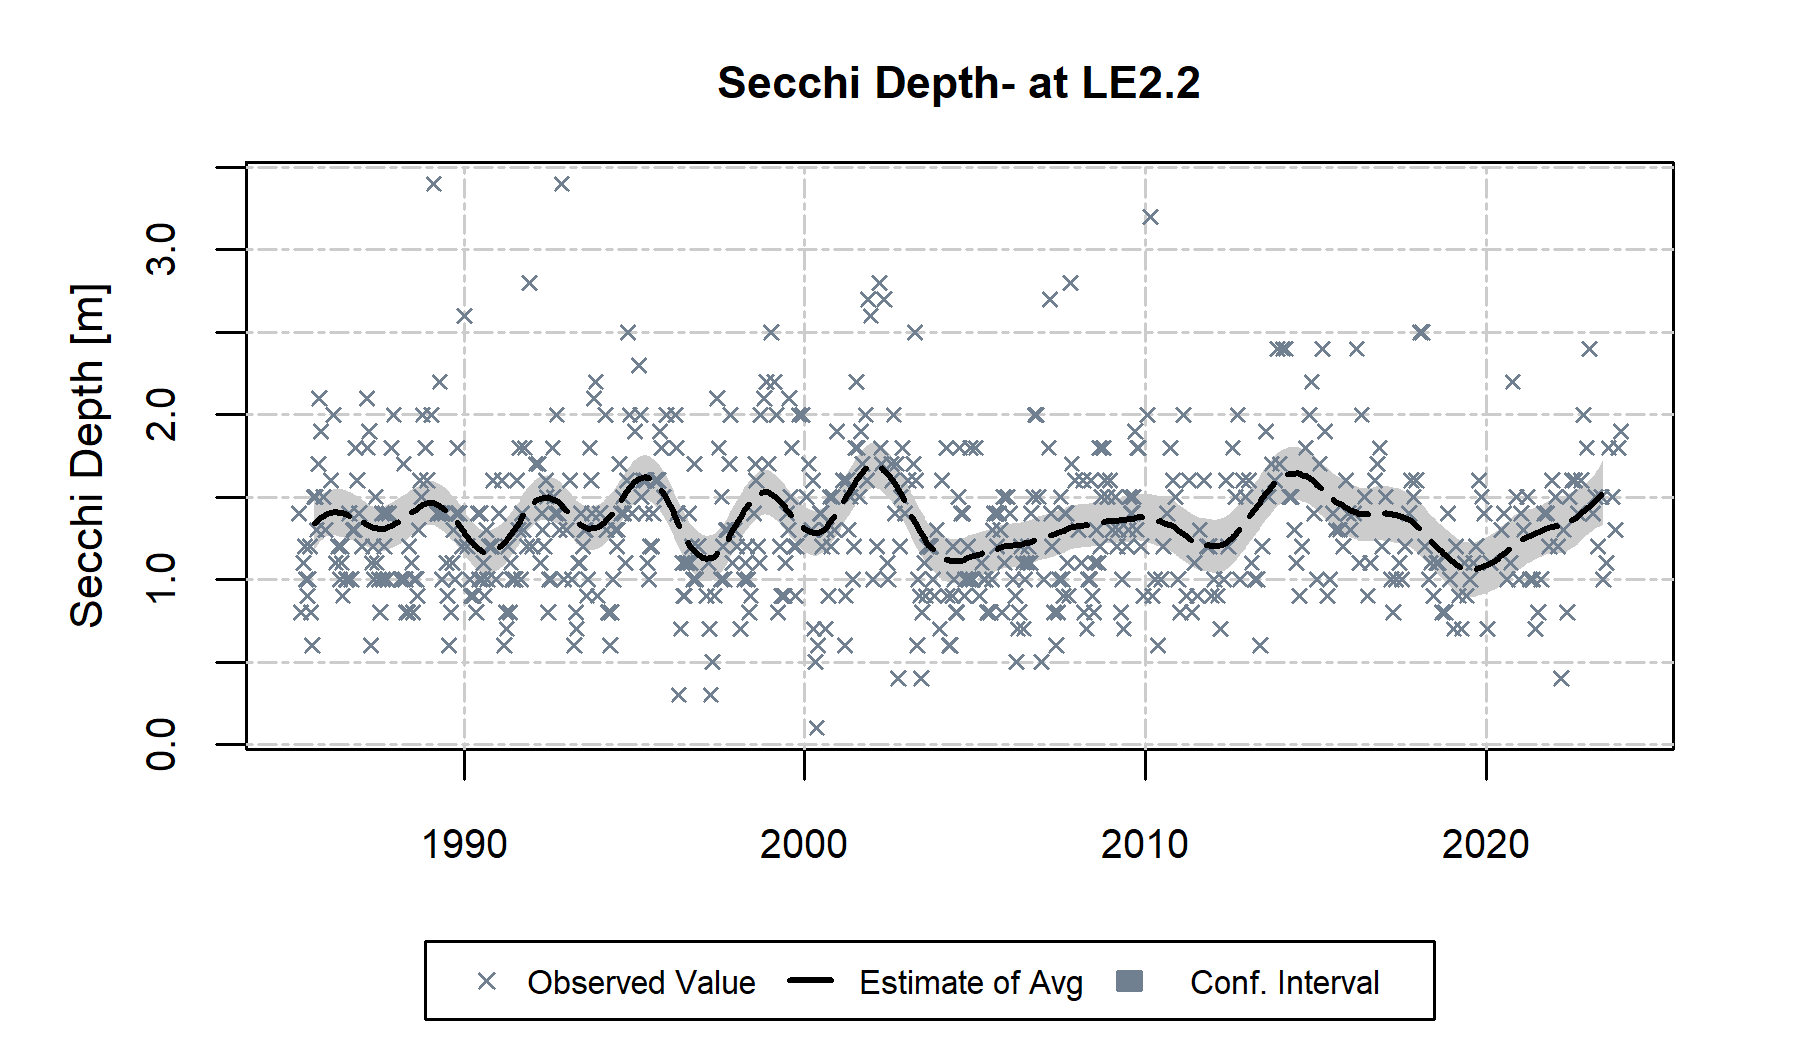 Secchi Depth- at LE2.2
Secchi Depth [m]
3.0
2.0
1.0
0.0
1990 2000 2010 2020
Observed Value Estimate of Avg Conf. Interval